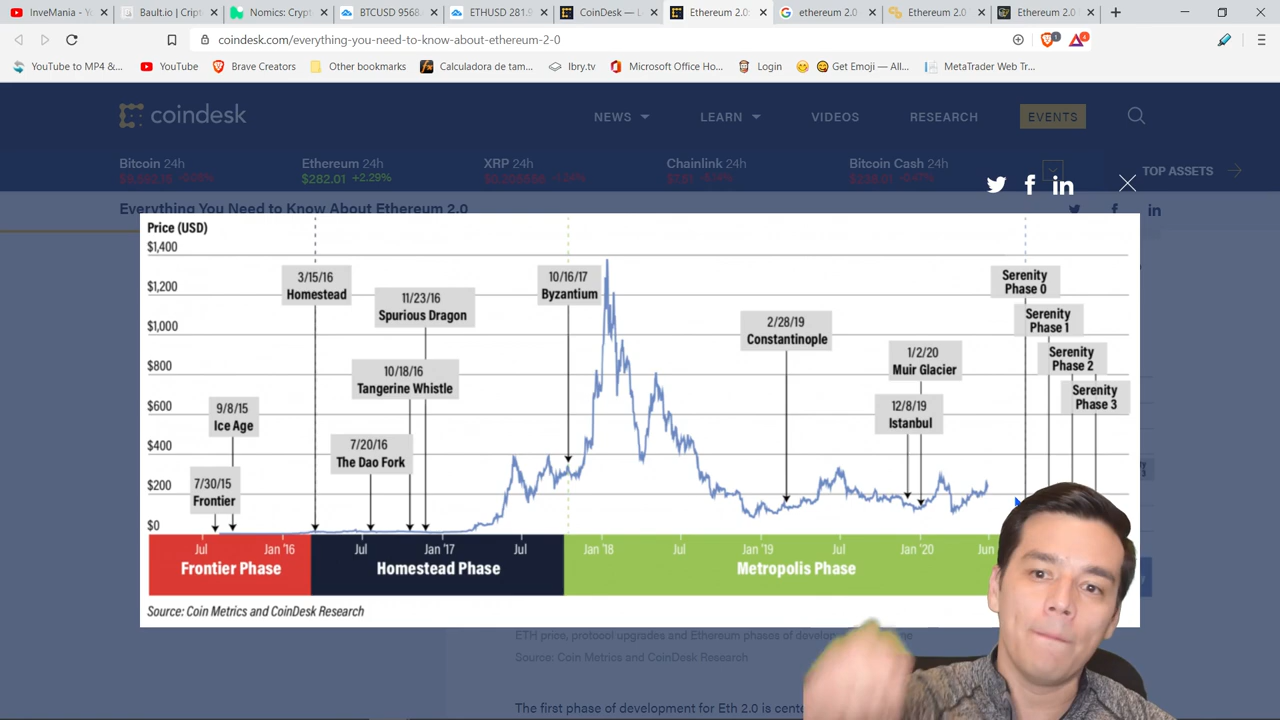 InveMania - Y
Bault.io | Cript
Nomics: Crypt
BTCUSD 9568.
ETHUSD 281.9
CoinDesk — L
Ethereum 2.0:
ethereum 2.0
Ethereum 2.0
Ethereum 2.0
coindesk.com/everything-you-need-to-know-about-ethereum-2-0
YouTube to MP4 &...
YouTube
Brave Creators
Other bookmarks
Calculadora de tam...
lbry.tv
Microsoft Office Ho...
Login
Get Emoji — All...
MetaTrader Web Tr...
coindesk
NEWS
LEARN
VIDEOS
RESEARCH
EVENTS
Bitcoin 24h
Ethereum 24h
XRP 24h
Chainlink 24h
Bitcoin Cash 24h
TOP ASSETS
$282.01 +2.29%
Everything You Need to Know About Ethereum 2.0
Price (USD)
$1,400
$1,200
$1,000
$800
$600
$400
$200
$0
7/30/15
Frontier
9/8/15
Ice Age
3/15/16
Homestead
7/20/16
The Dao Fork
10/18/16
Tangerine Whistle
11/23/16
Spurious Dragon
10/16/17
Byzantium
2/28/19
Constantinople
12/8/19
Istanbul
1/2/20
Muir Glacier
Serenity
Phase 0
Serenity
Phase 1
Serenity
Phase 2
Serenity
Phase 3
Jul
Jan '16
Jul
Jan '17
Jul
Jan '18
Jul
Jan '19
Jul
Jan '20
Jun
Frontier Phase
Homestead Phase
Metropolis Phase
Source: Coin Metrics and CoinDesk Research
ETH price, protocol upgrades and Ethereum phases of
Source: Coin Metrics and CoinDesk Research
The first phase of development for Eth 2.0 is